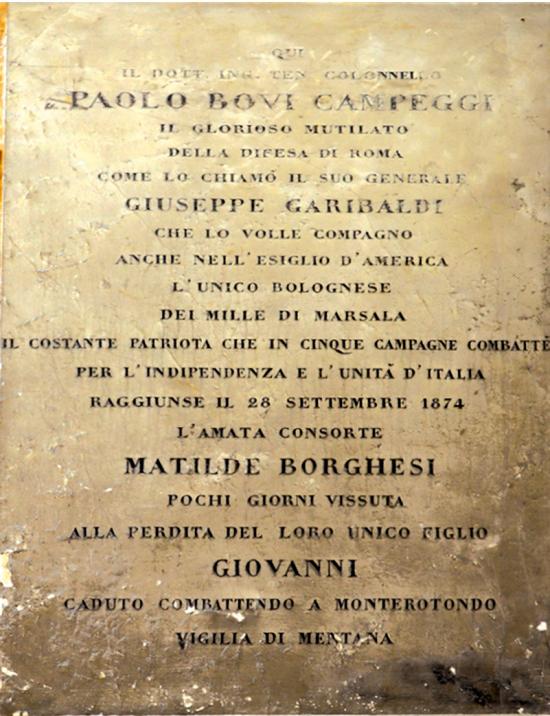 QUI
IL DOTT. ING. TEN. COLONNELLO
PAOLO BOVI CAMPEGGI
IL GLORIOSO MUTILATO
DELLA DIFESA DI ROMA
COME LO CHIAMÓ IL SUO GENERALE
GIUSEPPE GARIBALDI
CHE LO VOLLE COMPAGNO
ANCHE NELL'ESIGLIO D'AMERICA
L'UNICO BOLOGNESE
DEI MILLE DI MARSALA
IL COSTANTE PATRIOTA CHE IN CINQUE CAMPAGNE COMBATTÈ
PER L'INDIPENDENZA E L'UNITÀ D'ITALIA
RAGGIUNSE IL 28 SETTEMBRE 1874
L'AMATA CONSORTE
MATILDE BORGHESI
POCHI GIORNI VISSUTA
ALLA PERDITA DEL LORO UNICO FIGLIO
GIOVANNI
CADUTO COMBATTENDO A MONTEROTONDO
VIGILIA DI MENTANA